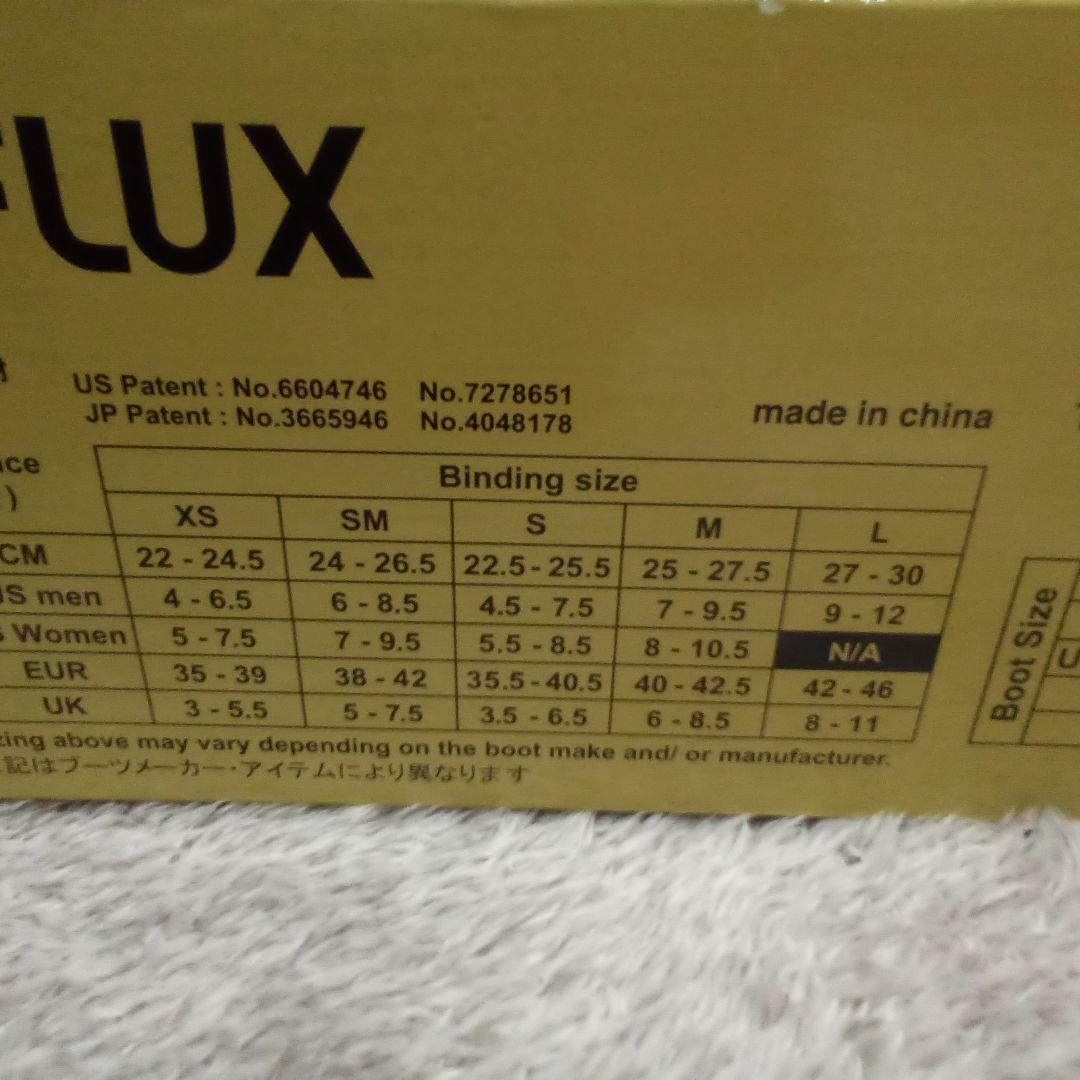 FLUX
US Patent : No.6604746 No.7278651
JP Patent : No.3665946 No.4048178
made in china
Binding size
XS SM S M L
CM 22 - 24.5 24 - 26.5 22.5 - 25.5 25 - 27.5 27 - 30
US men 4 - 6.5 6 - 8.5 4.5 - 7.5 7 - 9.5 9 - 12
Women 5 - 7.5 7 - 9.5 5.5 - 8.5 8 - 10.5 N/A
EUR 35 - 39 38 - 42 35.5 - 40.5 40 - 42.5 42 - 46
UK 3 - 5.5 5 - 7.5 3.5 - 6.5 6 - 8.5 8 - 11
zing above may vary depending on the boot make and/ or manufacturer.
記はブーツメーカー・アイテムにより異なります
Boot Size